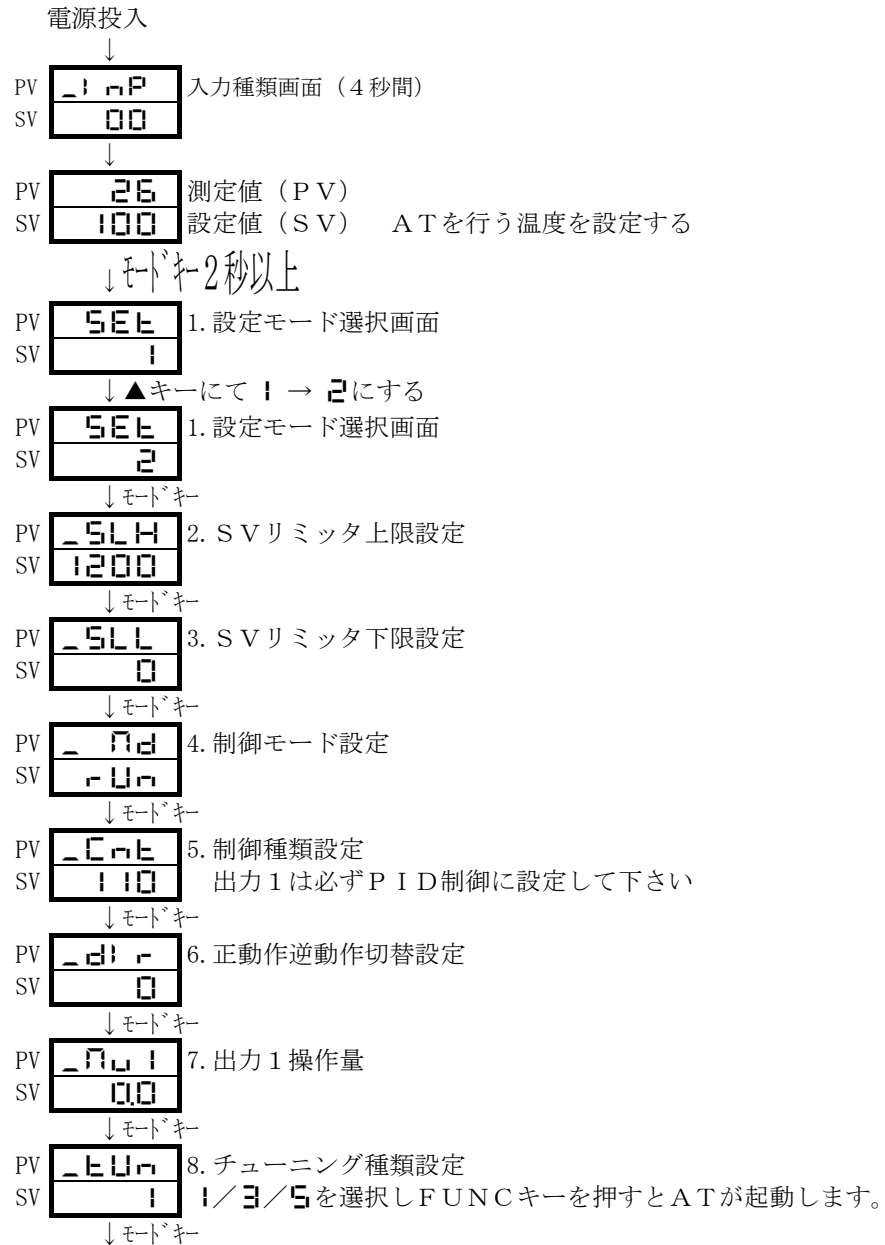 電源投入
↓
PV _InP 入力種類画面（４秒間）
SV 00
↓
PV 26 測定値（ＰＶ）
SV 100 設定値（ＳＶ）　ＡＴを行う温度を設定する
↓ﾓｰﾄﾞｷｰ2秒以上
PV SEt 1.設定モード選択画面
SV 1
↓▲キーにて 1 → 2にする
PV SEt 1.設定モード選択画面
SV 2
↓ﾓｰﾄﾞｷｰ
PV _SLH 2.ＳＶリミッタ上限設定
SV 1200
↓ﾓｰﾄﾞｷｰ
PV _SLL 3.ＳＶリミッタ下限設定
SV 0
↓ﾓｰﾄﾞｷｰ
PV _ Md 4.制御モード設定
SV rUn
↓ﾓｰﾄﾞｷｰ
PV _Cnt 5.制御種類設定
SV 110 出力１は必ずＰＩＤ制御に設定して下さい
↓ﾓｰﾄﾞｷｰ
PV _dIr 6.正動作逆動作切替設定
SV 0
↓ﾓｰﾄﾞｷｰ
PV _Mv1 7.出力１操作量
SV 0.0
↓ﾓｰﾄﾞｷｰ
PV _tUn 8.チューニング種類設定
SV 1 1／3／5を選択しＦＵＮＣキーを押すとＡＴが起動します。
↓ﾓｰﾄﾞｷｰ